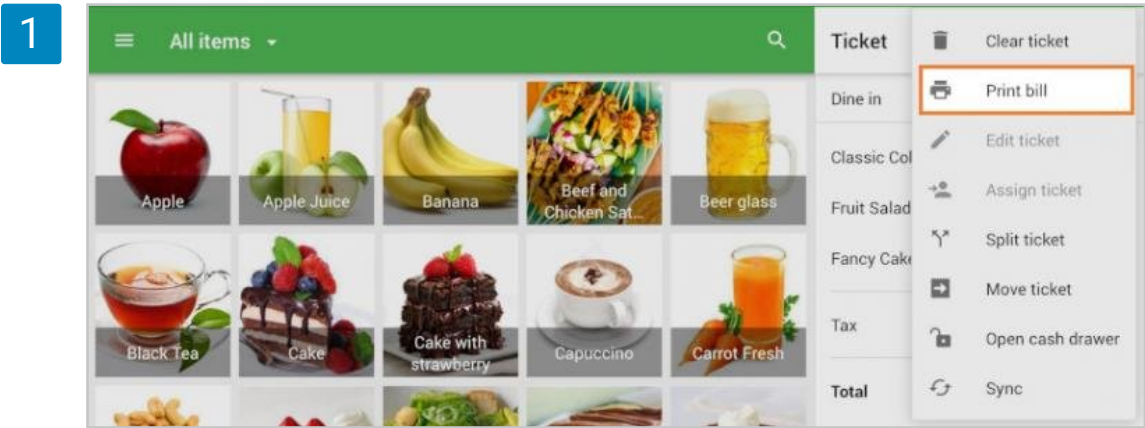 1
All items
Ticket
Clear ticket
Dine in
Print bill
Edit ticket
Classic Col
Assign ticket
Fruit Salad
Split ticket
Fancy Cake
Move ticket
Tax
Open cash drawer
Total
Sync
Apple
Apple Juice
Banana
Beef and
Chicken Sat...
Beer glass
Black Tea
Cake
Cake with
strawberry
Capuccino
Carrot Fresh